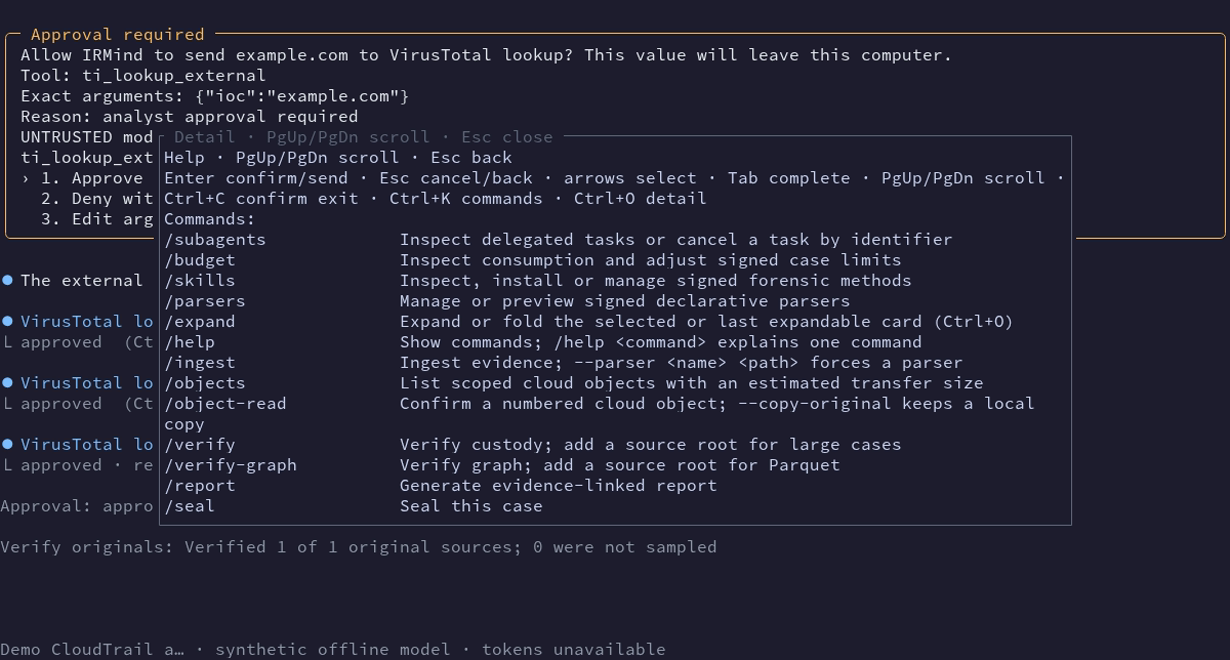 Approval required
Allow IRMind to send example.com to VirusTotal lookup? This value will leave this computer.
Tool: ti_lookup_external
Exact arguments: {"ioc":"example.com"}
Reason: analyst approval required
UNTRUSTED mod
Detail · PgUp/PgDn scroll · Esc close
ti_lookup_ext
Help · PgUp/PgDn scroll · Esc back
› 1. Approve
Enter confirm/send · Esc cancel/back · arrows select · Tab complete · PgUp/PgDn scroll ·
2. Deny wit
Ctrl+C confirm exit · Ctrl+K commands · Ctrl+O detail
3. Edit arg
Commands:
/subagents Inspect delegated tasks or cancel a task by identifier
/budget Inspect consumption and adjust signed case limits
● The external
/skills Inspect, install or manage signed forensic methods
/parsers Manage or preview signed declarative parsers
● VirusTotal lo
/expand Expand or fold the selected or last expandable card (Ctrl+O)
L approved (Ct
/help Show commands; /help <command> explains one command
/ingest Ingest evidence; --parser <name> <path> forces a parser
● VirusTotal lo
/objects List scoped cloud objects with an estimated transfer size
L approved (Ct
/object-read Confirm a numbered cloud object; --copy-original keeps a local
copy
● VirusTotal lo
/verify Verify custody; add a source root for large cases
L approved · re
/verify-graph Verify graph; add a source root for Parquet
/report Generate evidence-linked report
Approval: appro
/seal Seal this case
Verify originals: Verified 1 of 1 original sources; 0 were not sampled
Demo CloudTrail a… · synthetic offline model · tokens unavailable